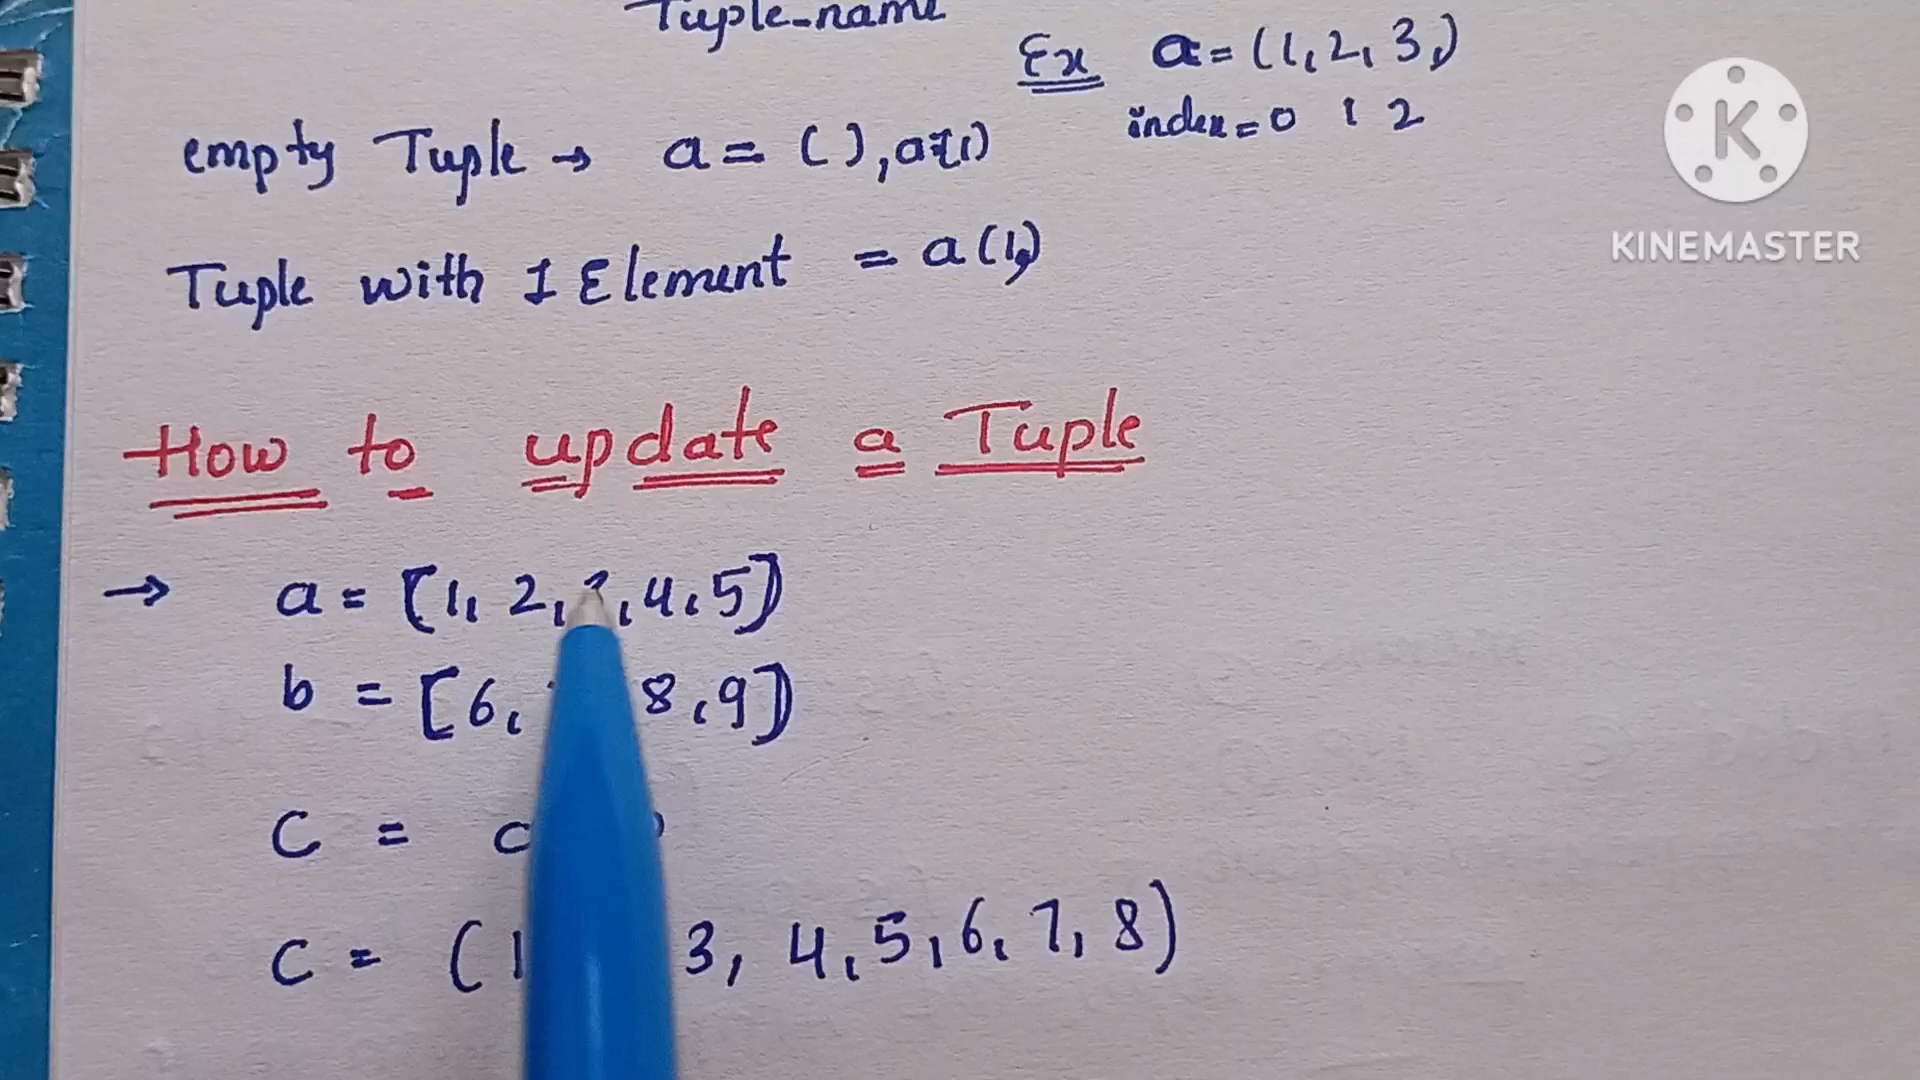 Tuple-name
Ex a = (1, 2, 3,)
index = 0 1 2
empty Tuple → a = ( ),
Tuple with 1 Element = a(1,)
How to update a Tuple
→ a = [1, 2, 3, 4, 5]
b = [6, 8, 9]
C =
C = (1 3, 4, 5, 6, 7, 8)
K
KINEMASTER